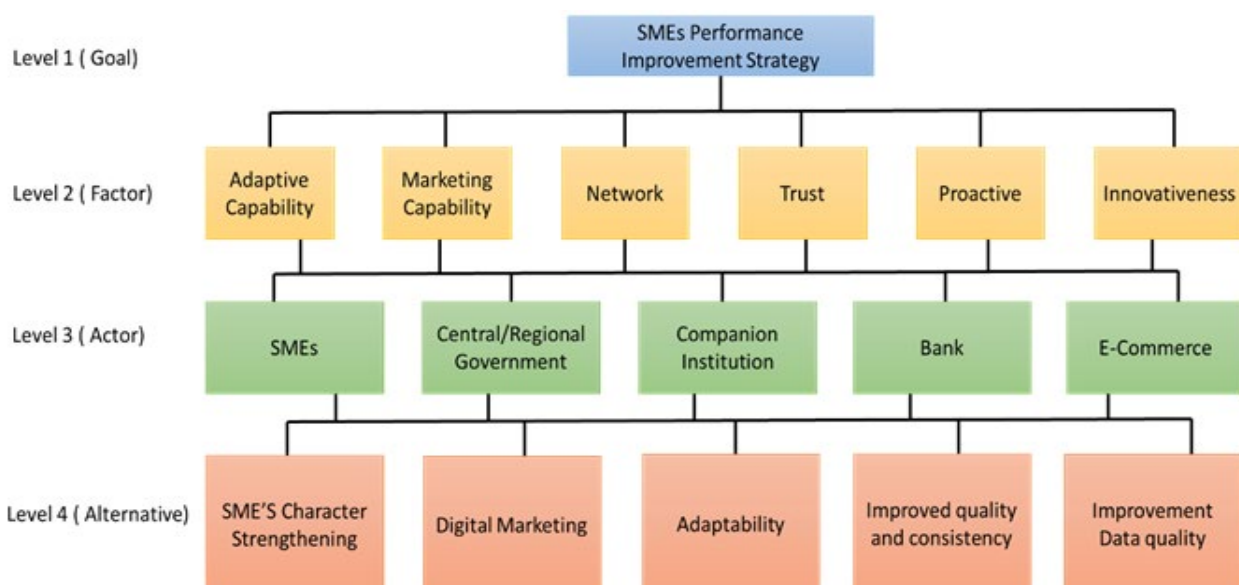 SMEs Performance
Improvement Strategy
Level 1 ( Goal)
Level 2 ( Factor)
Adaptive
Capability
Marketing
Capability
Network
Trust
Proactive
Innovativeness
Level 3 ( Actor)
SMEs
Central/Regional
Government
Companion
Institution
Bank
E-Commerce
Level 4 ( Alternative)
SME'S Character
Strengthening
Digital Marketing
Adaptability
Improved quality
and consistency
Improvement
Data quality